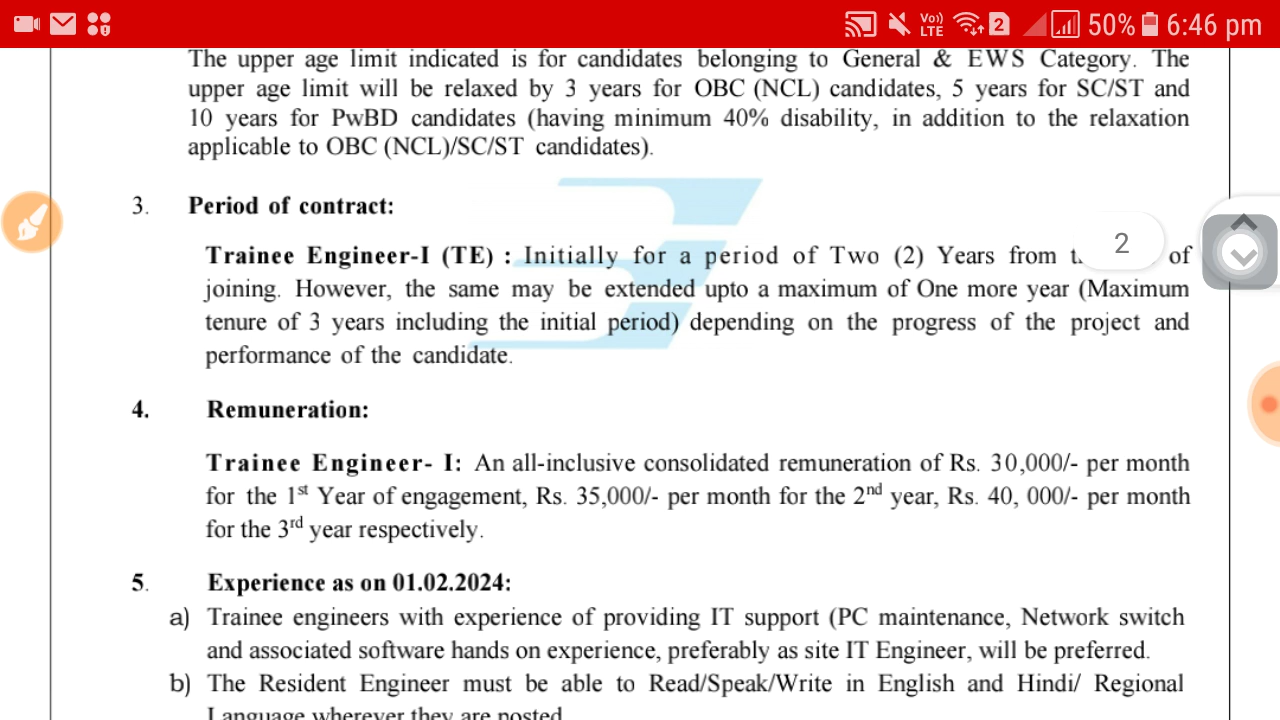 Vo)) LTE 2 50% 6:46 pm
The upper age limit indicated is for candidates belonging to General & EWS Category. The
upper age limit will be relaxed by 3 years for OBC (NCL) candidates, 5 years for SC/ST and
10 years for PwBD candidates (having minimum 40% disability, in addition to the relaxation
applicable to OBC (NCL)/SC/ST candidates).
3. Period of contract:
Trainee Engineer-I (TE) : Initially for a period of Two (2) Years from of
2
joining. However, the same may be extended upto a maximum of One more year (Maximum
tenure of 3 years including the initial period) depending on the progress of the project and
performance of the candidate.
4. Remuneration:
Trainee Engineer- I: An all-inclusive consolidated remuneration of Rs. 30,000/- per month
for the 1st Year of engagement, Rs. 35,000/- per month for the 2nd year, Rs. 40, 000/- per month
for the 3rd year respectively.
5. Experience as on 01.02.2024:
a) Trainee engineers with experience of providing IT support (PC maintenance, Network switch
and associated software hands on experience, preferably as site IT Engineer, will be preferred.
b) The Resident Engineer must be able to Read/Speak/Write in English and Hindi/ Regional
Language wherever they are posted